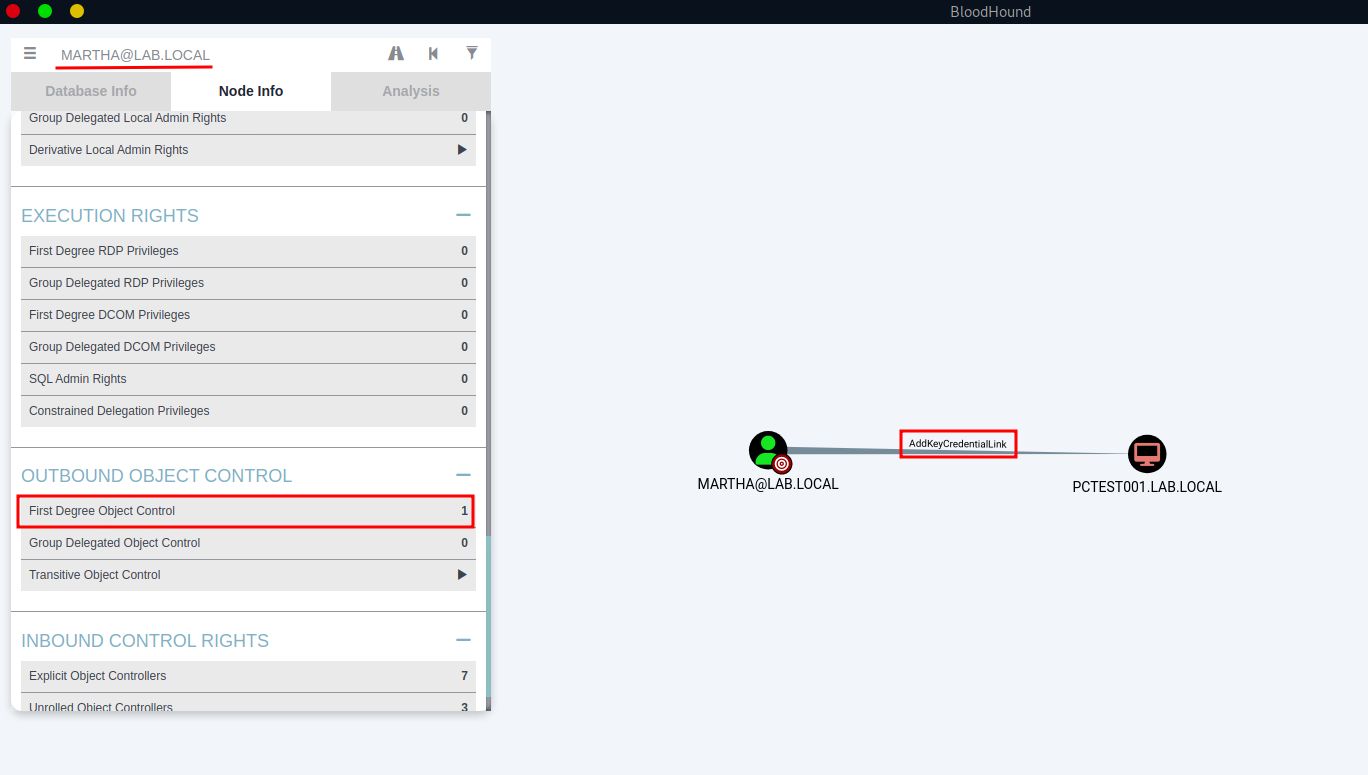 BloodHound
MARTHA@LAB.LOCAL
Database Info Node Info Analysis
Group Delegated Local Admin Rights 0
Derivative Local Admin Rights
EXECUTION RIGHTS
First Degree RDP Privileges 0
Group Delegated RDP Privileges 0
First Degree DCOM Privileges 0
Group Delegated DCOM Privileges 0
SQL Admin Rights 0
Constrained Delegation Privileges 0
OUTBOUND OBJECT CONTROL
First Degree Object Control 1
Group Delegated Object Control 0
Transitive Object Control
INBOUND CONTROL RIGHTS
Explicit Object Controllers 7
Unrolled Object Controllers 3
AddKeyCredentialLink
MARTHA@LAB.LOCAL
PCTEST001.LAB.LOCAL